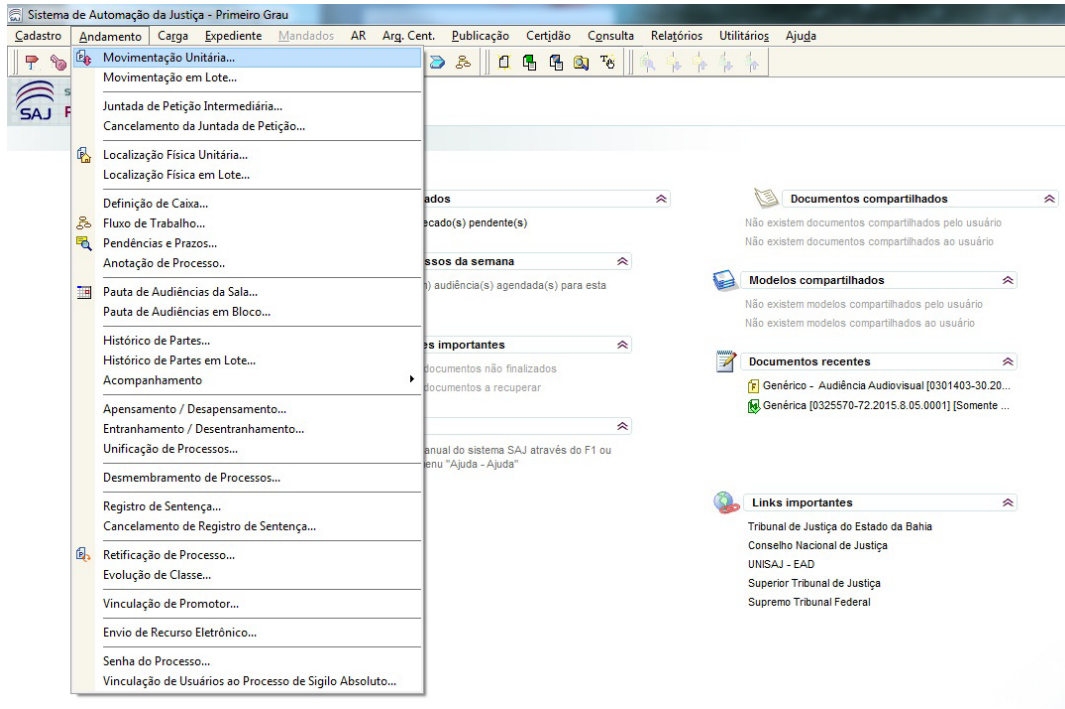 Sistema de Automação da Justiça - Primeiro Grau
Cadastro Andamento Carga Expediente Mandados AR Arq. Cent. Publicação Certidão Consulta Relatórios Utilitários Ajuda
SAJ
Movimentação Unitária...
Movimentação em Lote...
Juntada de Petição Intermediária...
Cancelamento da Juntada de Petição...
Localização Física Unitária...
Localização Física em Lote...
Definição de Caixa...
Fluxo de Trabalho...
Pendências e Prazos...
Anotação de Processo..
Pauta de Audiências da Sala...
Pauta de Audiências em Bloco...
Histórico de Partes...
Histórico de Partes em Lote...
Acompanhamento
Apensamento / Desapensamento...
Entranhamento / Desentranhamento...
Unificação de Processos...
Desmembramento de Processos...
Registro de Sentença...
Cancelamento de Registro de Sentença...
Retificação de Processo...
Evolução de Classe...
Vinculação de Promotor...
Envio de Recurso Eletrônico...
Senha do Processo...
Vinculação de Usuários ao Processo de Sigilo Absoluto...
ados
ecado(s) pendente(s)
ssos da semana
) audiência(s) agendada(s) para esta
es importantes
documentos não finalizados
documentos a recuperar
anual do sistema SAJ através do F1 ou
enu "Ajuda - Ajuda"
Documentos compartilhados
Não existem documentos compartilhados pelo usuário
Não existem documentos compartilhados ao usuário
Modelos compartilhados
Não existem modelos compartilhados pelo usuário
Não existem modelos compartilhados ao usuário
Documentos recentes
Genérico - Audiência Audiovisual [0301403-30.20...
Genérica [0325570-72.2015.8.05.0001] [Somente ...
Links importantes
Tribunal de Justiça do Estado da Bahia
Conselho Nacional de Justiça
UNISAJ - EAD
Superior Tribunal de Justiça
Supremo Tribunal Federal